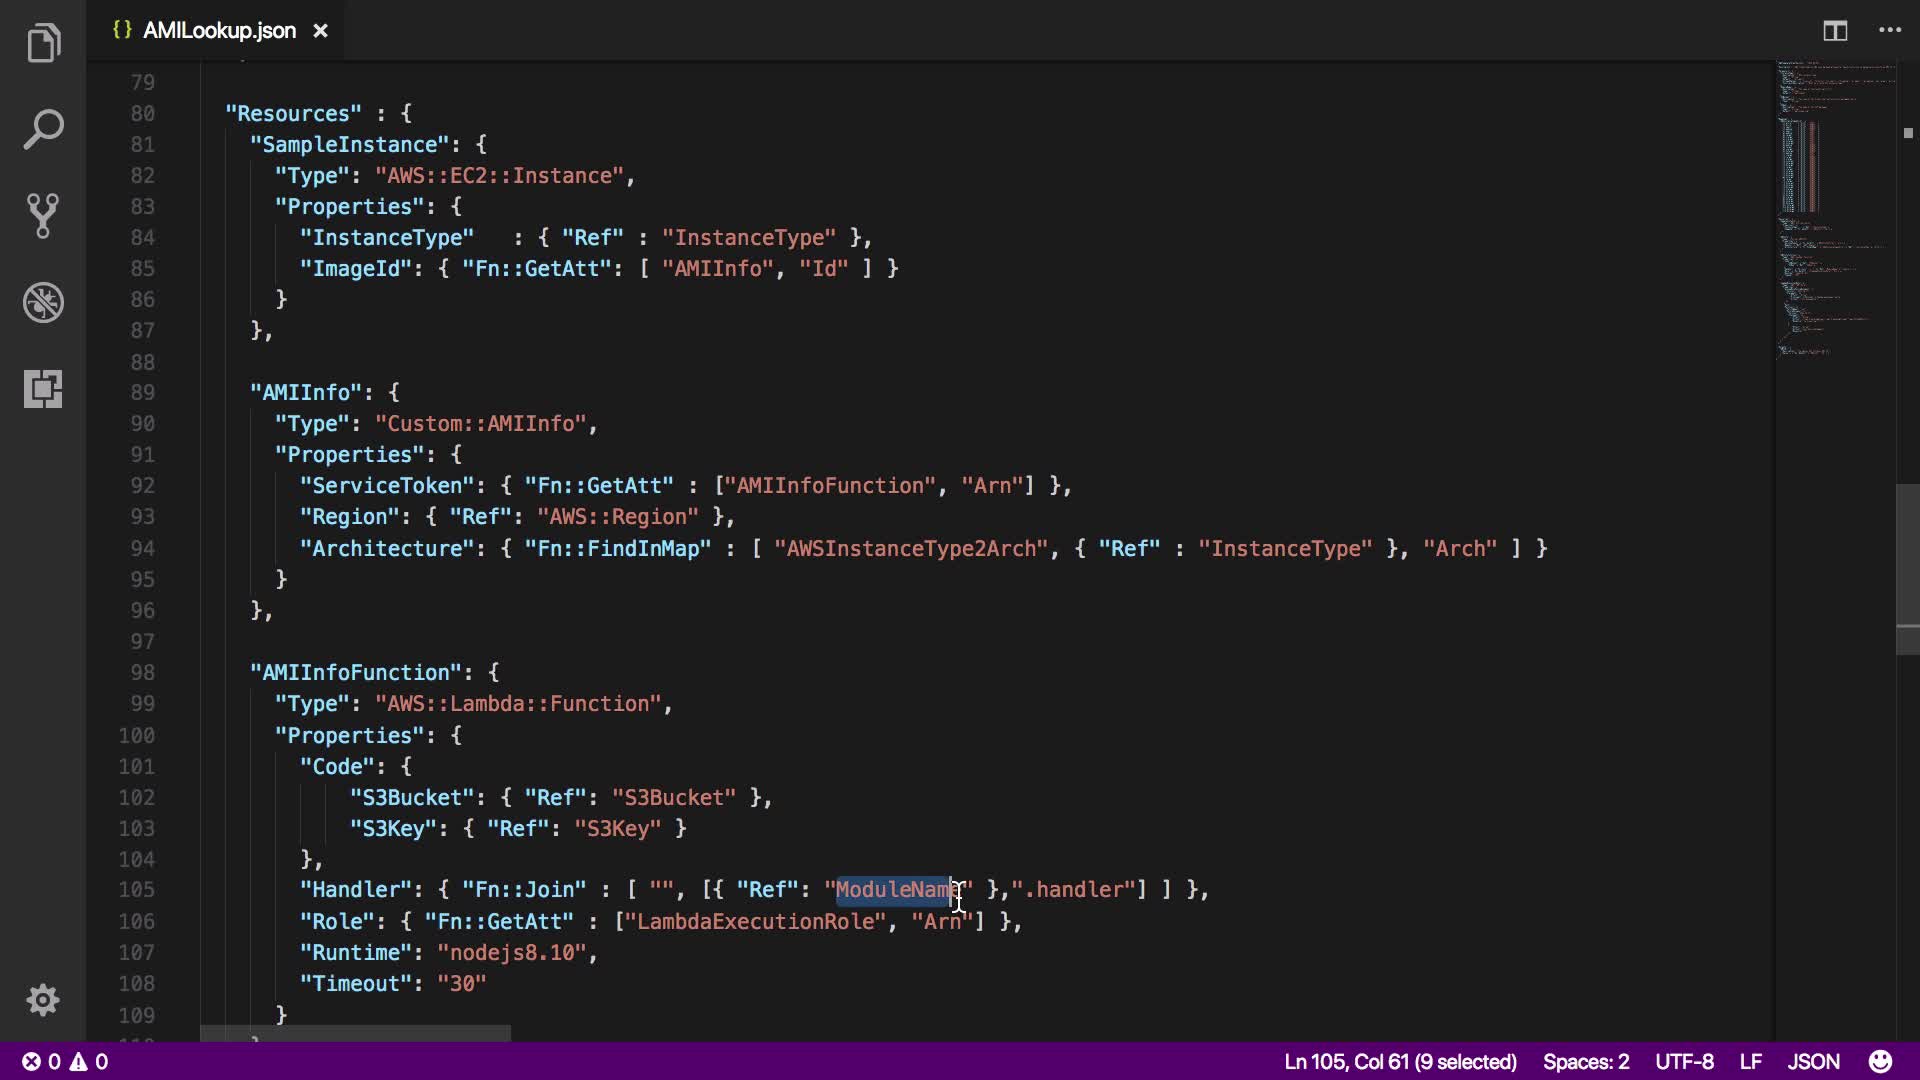 {} AMILookup.json ×
79
80 "Resources" : {
81 "SampleInstance": {
82 "Type": "AWS::EC2::Instance",
83 "Properties": {
84 "InstanceType"   : { "Ref" : "InstanceType" },
85 "ImageId": { "Fn::GetAtt": [ "AMIInfo", "Id" ] }
86 }
87 },
88
89 "AMIInfo": {
90 "Type": "Custom::AMIInfo",
91 "Properties": {
92 "ServiceToken": { "Fn::GetAtt" : ["AMIInfoFunction", "Arn"] },
93 "Region": { "Ref": "AWS::Region" },
94 "Architecture": { "Fn::FindInMap" : [ "AWSInstanceType2Arch", { "Ref" : "InstanceType" }, "Arch" ] }
95 }
96 },
97
98 "AMIInfoFunction": {
99 "Type": "AWS::Lambda::Function",
100 "Properties": {
101 "Code": {
102 "S3Bucket": { "Ref": "S3Bucket" },
103 "S3Key": { "Ref": "S3Key" }
104 },
105 "Handler": { "Fn::Join" : [ "", [{ "Ref": "ModuleName" },".handler"] ] },
106 "Role": { "Fn::GetAtt" : ["LambdaExecutionRole", "Arn"] },
107 "Runtime": "nodejs8.10",
108 "Timeout": "30"
109 }
0 0 Ln 105, Col 61 (9 selected) Spaces: 2 UTF-8 LF JSON